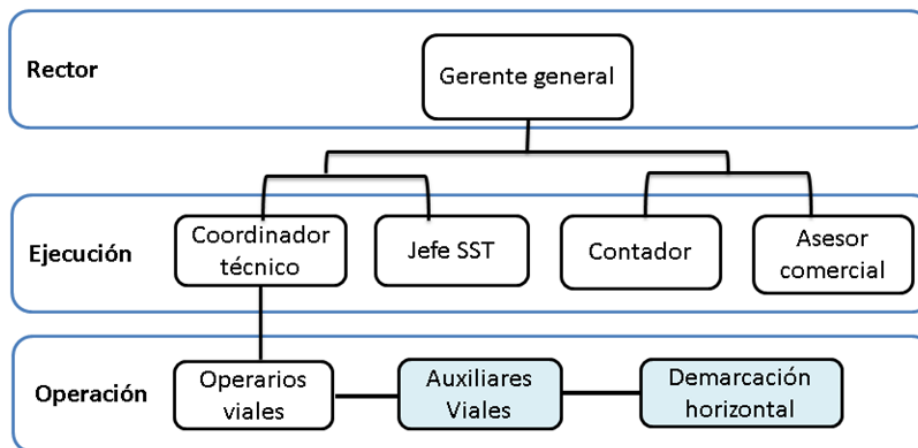 Rector
Gerente general
Ejecución
Coordinador
técnico
Jefe SST
Contador
Asesor
comercial
Operación
Operarios
viales
Auxiliares
Viales
Demarcación
horizontal